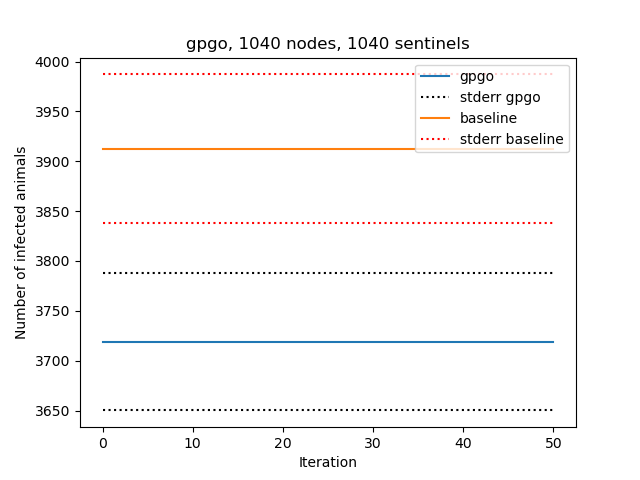 gpgo, 1040 nodes, 1040 sentinels
4000
3950
3900
3850
3800
3750
3700
3650
Number of infected animals
gpgo
stderr gpgo
baseline
stderr baseline
0 10 20 30 40 50
Iteration